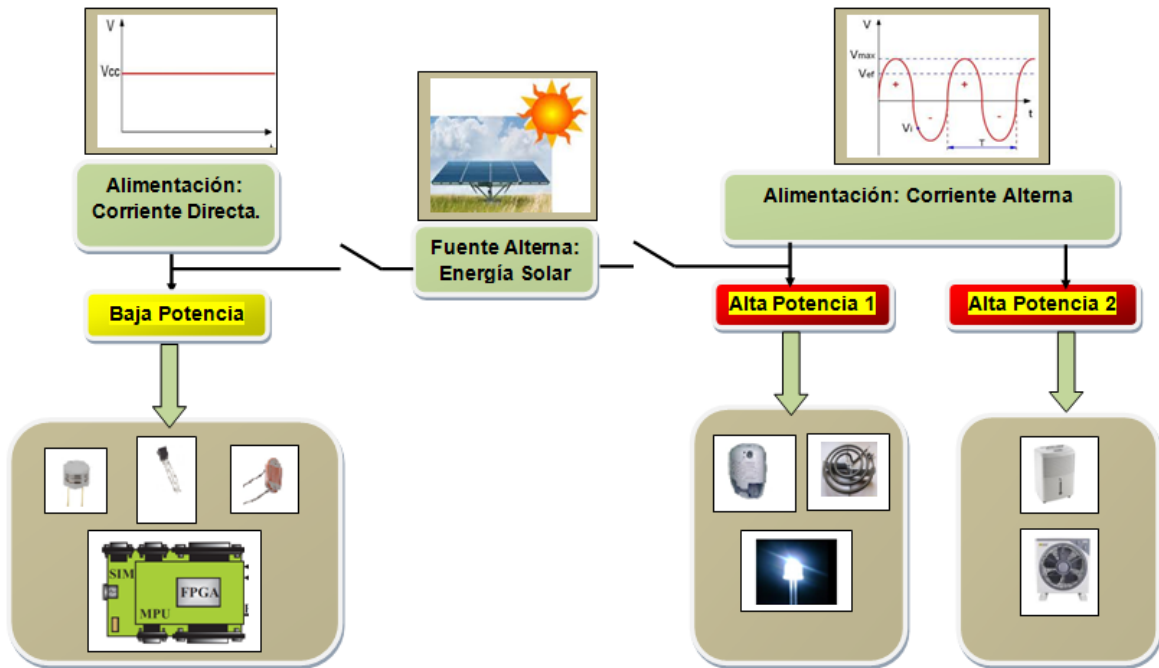 V
Vcc
V
Vmax
Vef
+
+
-
-
Vi
t
T
Alimentación:
Corriente Directa.
Fuente Alterna:
Energía Solar
Alimentación: Corriente Alterna
Baja Potencia
Alta Potencia 1
Alta Potencia 2
SIM
FPGA
MPU